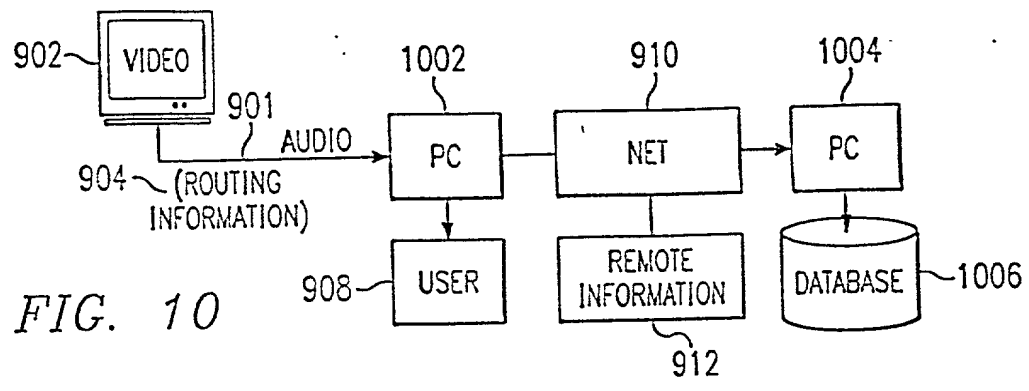 902
VIDEO
901
AUDIO
904
(ROUTING
INFORMATION)
1002
PC
910
NET
1004
PC
908
USER
REMOTE
INFORMATION
912
DATABASE
1006
FIG. 10